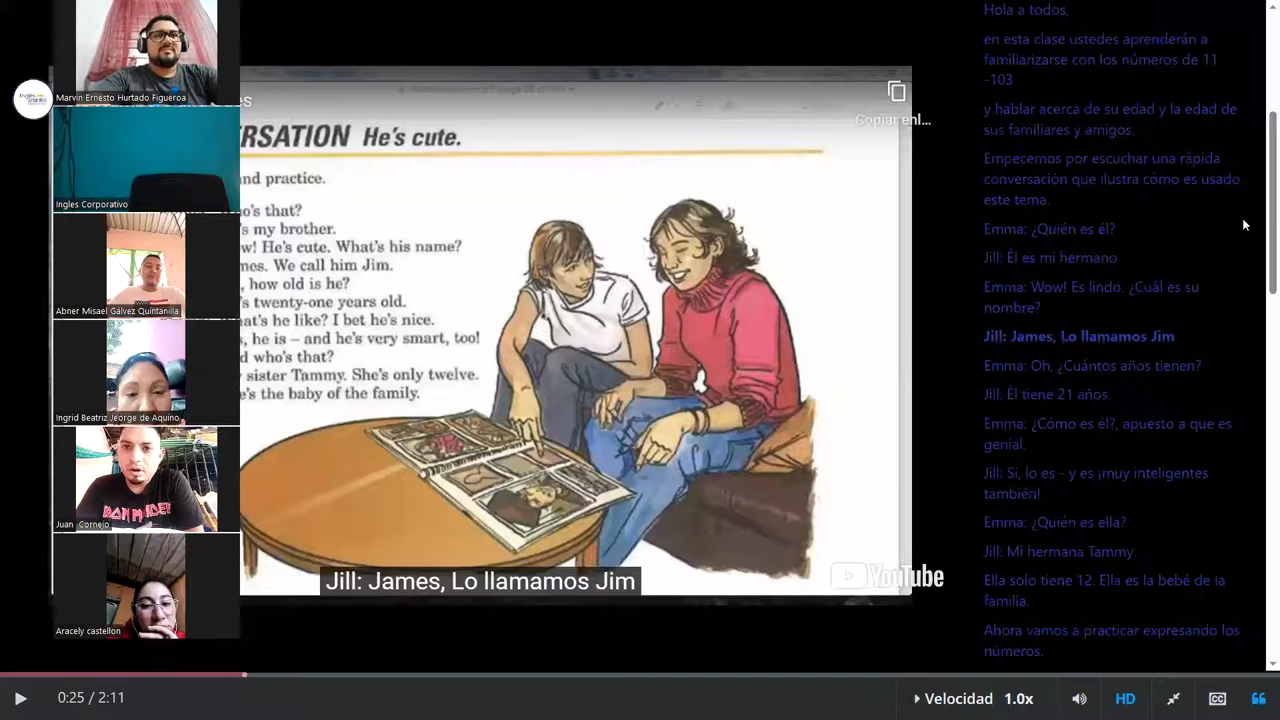 Marvin Ernesto Hurtado Figueroa
Ingles Corporativo
Abner Misael Gálvez Quintanilla
Ingrid Beatriz Jeorge de Aquino
IRON MAIDEN
Juan Cornejo
Aracely castellon
Copiar enl...
ERSATION He's cute.
and practice.
ho's that?
's my brother.
w! He's cute. What's his name?
mes. We call him Jim.
, how old is he?
's twenty-one years old.
hat's he like? I bet he's nice.
s, he is – and he's very smart, too!
d who's that?
y sister Tammy. She's only twelve.
e's the baby of the family.
Jill: James, Lo llamamos Jim
YouTube
Hola a todos,
en esta clase ustedes aprenderán a
familiarizarse con los números de 11
-103
y hablar acerca de su edad y la edad de
sus familiares y amigos.
Empecemos por escuchar una rápida
conversación que ilustra cómo es usado
este tema.
Emma: ¿Quién es él?
Jill: Él es mi hermano
Emma: Wow! Es lindo. ¿Cuál es su
nombre?
Jill: James, Lo llamamos Jim
Emma: Oh, ¿Cuántos años tienen?
Jill. Él tiene 21 años.
Emma: ¿Cómo es él?, apuesto a que es
genial.
Jill: Si, lo es - y es ¡muy inteligentes
también!
Emma: ¿Quién es ella?
Jill: Mi hermana Tammy.
Ella solo tiene 12. Ella es la bebé de la
familia.
Ahora vamos a practicar expresando los
números.
0:25 / 2:11
Velocidad 1.0x
HD
CC